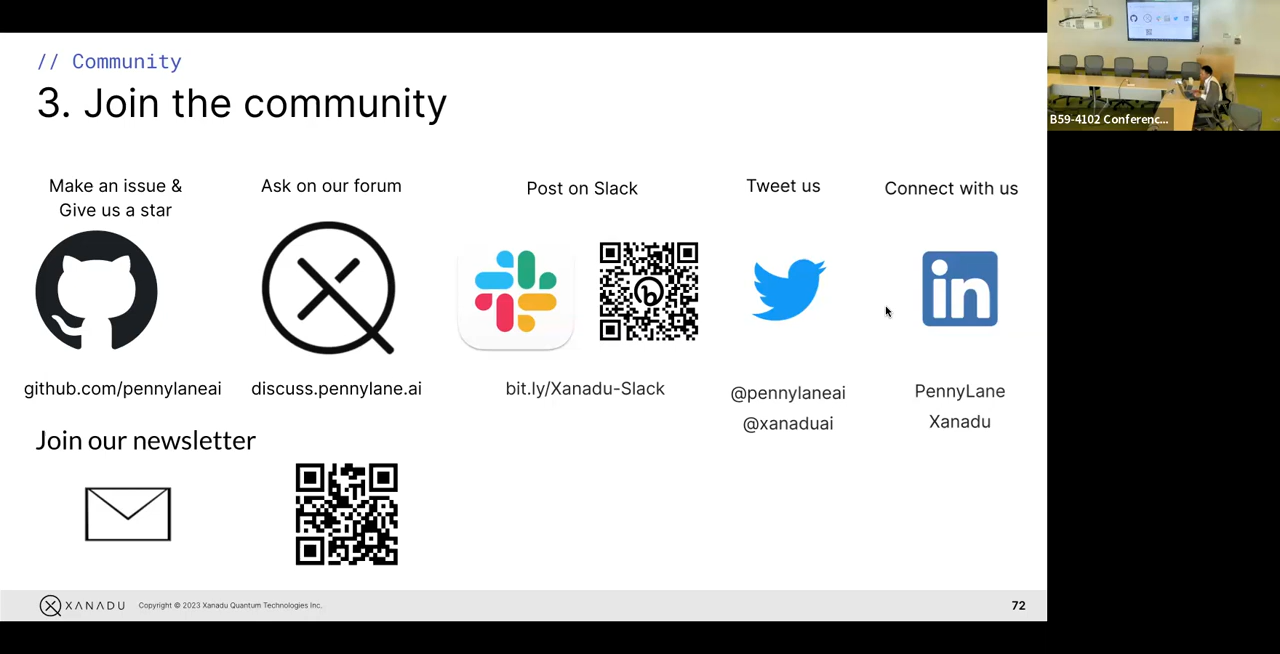 // Community
3. Join the community
Make an issue &
Give us a star
Ask on our forum
Post on Slack
Tweet us
Connect with us
in
github.com/pennylaneai
discuss.pennylane.ai
bit.ly/Xanadu-Slack
@pennylaneai
@xanaduai
PennyLane
Xanadu
Join our newsletter
XANADU
Copyright © 2023 Xanadu Quantum Technologies Inc.
72
B59-4102 Conferenc...